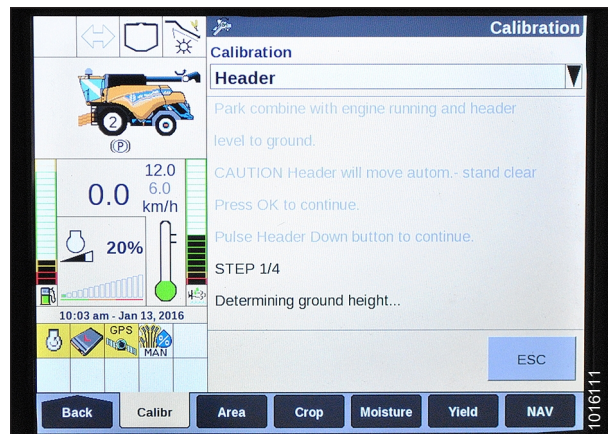 Calibration
Calibration
Header
Park combine with engine running and header
level to ground.
CAUTION Header will move autom.- stand clear
Press OK to continue.
Pulse Header Down button to continue.
STEP 1/4
Determining ground height...
ESC
2
(P)
12.0
0.0
6.0
km/h
20%
10:03 am - Jan 13, 2016
GPS
%
MAN
Back
Calibr
Area
Crop
Moisture
Yield
NAV
1016111